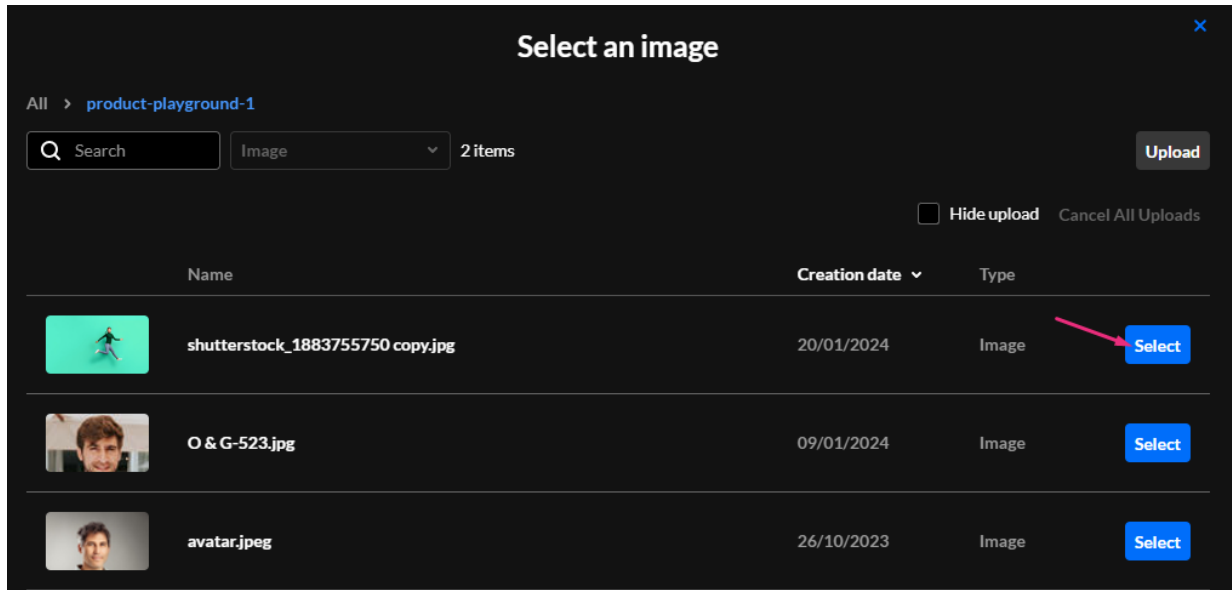 Select an image
All > product-playground-1
Search Image 2 items Upload
Hide upload Cancel All Uploads
Name Creation date Type
shutterstock_1883755750 copy.jpg 20/01/2024 Image Select
O & G-523.jpg 09/01/2024 Image Select
avatar.jpeg 26/10/2023 Image Select